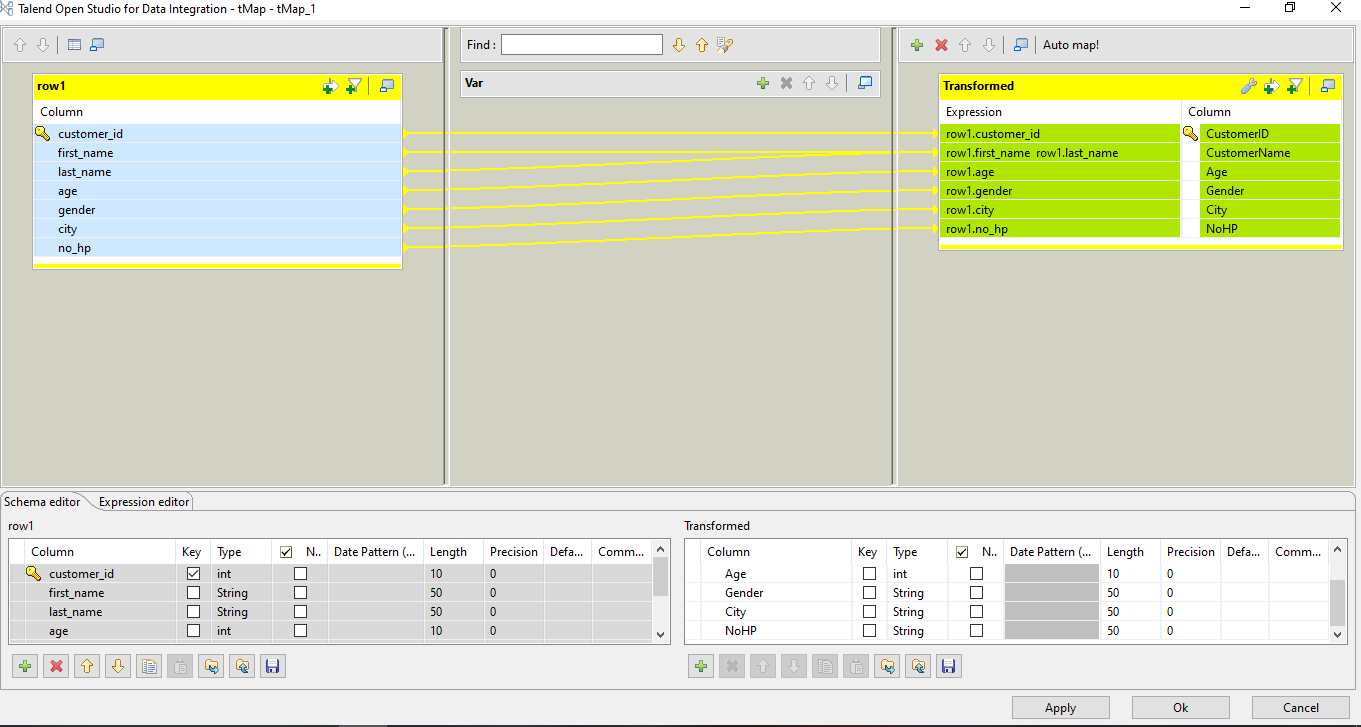 Talend Open Studio for Data Integration - tMap - tMap_1
Find :
Auto map!
row1
Var
Transformed
Column
Expression Column
customer_id
row1.customer_id CustomerID
first_name
row1.first_name row1.last_name CustomerName
last_name
row1.age Age
age
row1.gender Gender
gender
row1.city City
city
row1.no_hp NoHP
no_hp
Schema editor Expression editor
row1
Column Key Type N.. Date Pattern (... Length Precision Defa... Comm...
customer_id int 10 0
first_name String 50 0
last_name String 50 0
age int 10 0
Transformed
Column Key Type N.. Date Pattern (... Length Precision Defa... Comm...
Age int 10 0
Gender String 50 0
City String 50 0
NoHP String 50 0
Apply Ok Cancel